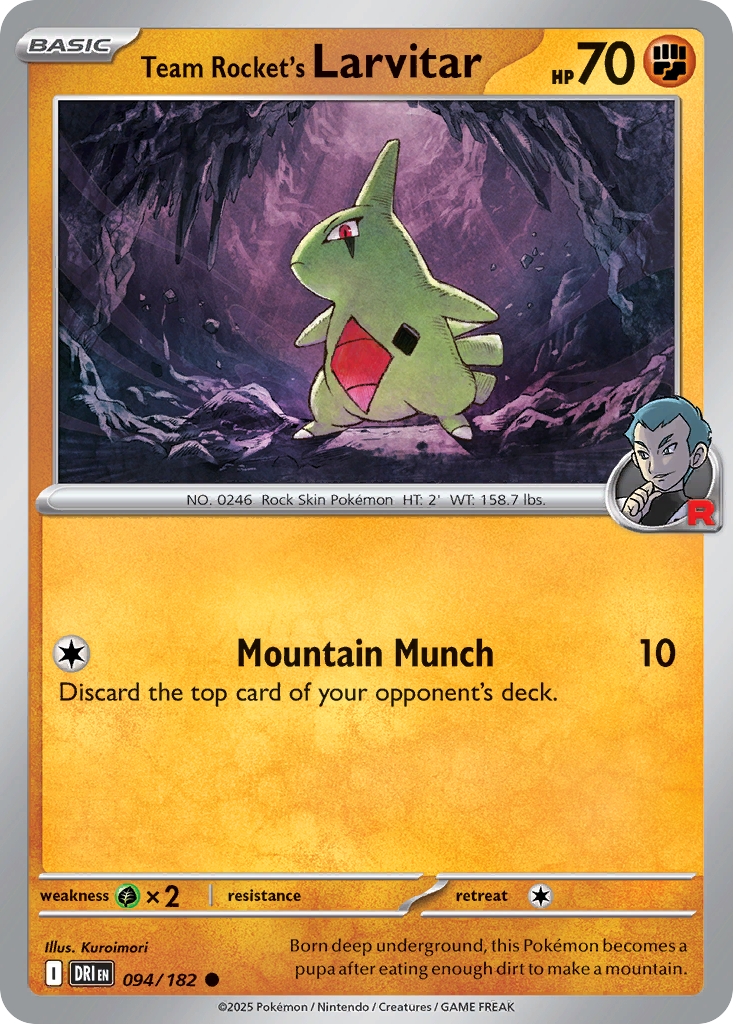 BASIC
Team Rocket's Larvitar
HP 70
NO. 0246 Rock Skin Pokémon HT: 2' WT: 158.7 lbs.
R
Mountain Munch 10
Discard the top card of your opponent's deck.
weakness ×2 resistance retreat
Illus. Kuroimori
Born deep underground, this Pokémon becomes a
pupa after eating enough dirt to make a mountain.
I DRI EN 094/182
©2025 Pokémon / Nintendo / Creatures / GAME FREAK